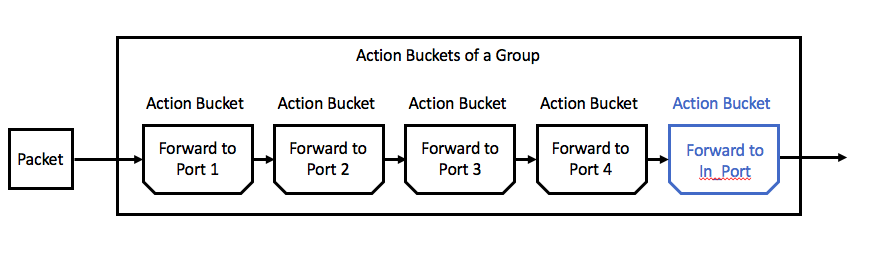 Action Buckets of a Group
Action Bucket
Action Bucket
Action Bucket
Action Bucket
Action Bucket
Packet
Forward to
Port 1
Forward to
Port 2
Forward to
Port 3
Forward to
Port 4
Forward to
In_Port